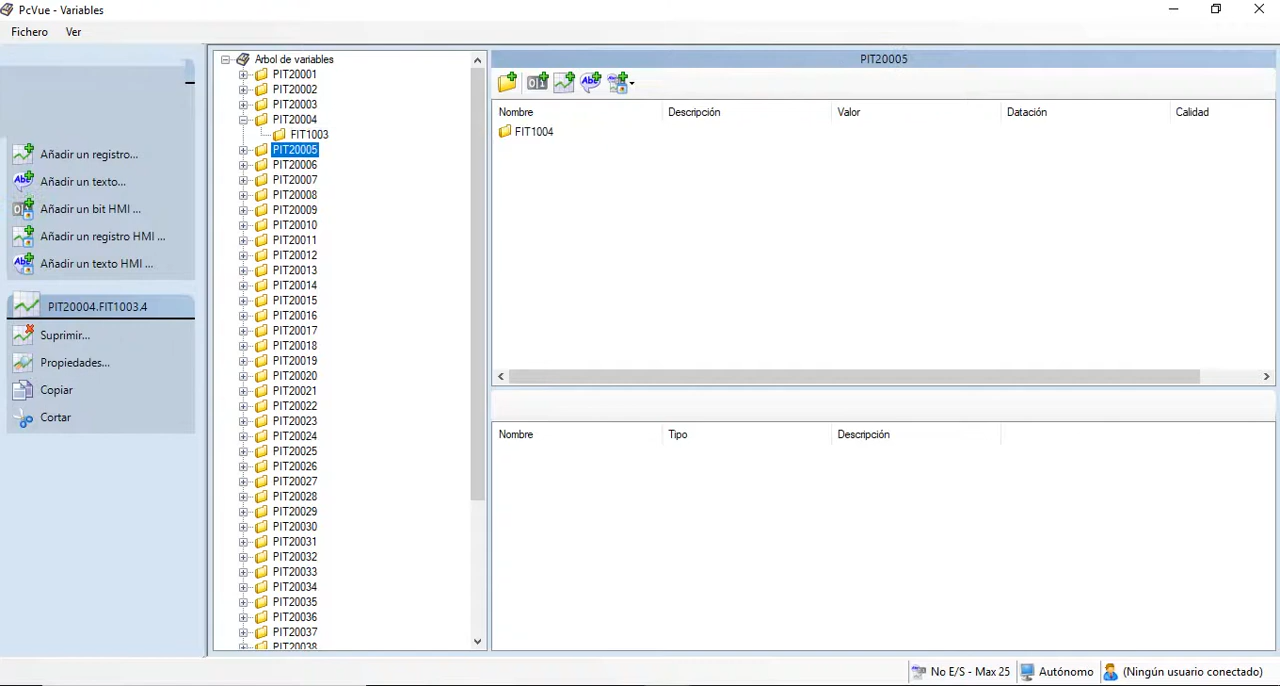 PcVue - Variables
Fichero Ver
Añadir un registro...
Añadir un texto...
Añadir un bit HMI ...
Añadir un registro HMI ...
Añadir un texto HMI ...
PIT20004.FIT1003.4
Suprimir...
Propiedades...
Copiar
Cortar
Arbol de variables
PIT20001
PIT20002
PIT20003
PIT20004
FIT1003
PIT20005
PIT20006
PIT20007
PIT20008
PIT20009
PIT20010
PIT20011
PIT20012
PIT20013
PIT20014
PIT20015
PIT20016
PIT20017
PIT20018
PIT20019
PIT20020
PIT20021
PIT20022
PIT20023
PIT20024
PIT20025
PIT20026
PIT20027
PIT20028
PIT20029
PIT20030
PIT20031
PIT20032
PIT20033
PIT20034
PIT20035
PIT20036
PIT20037
PIT20038
PIT20005
Nombre Descripción Valor Datación Calidad
FIT1004
Nombre Tipo Descripción
No E/S - Max 25 Autónomo (Ningún usuario conectado)